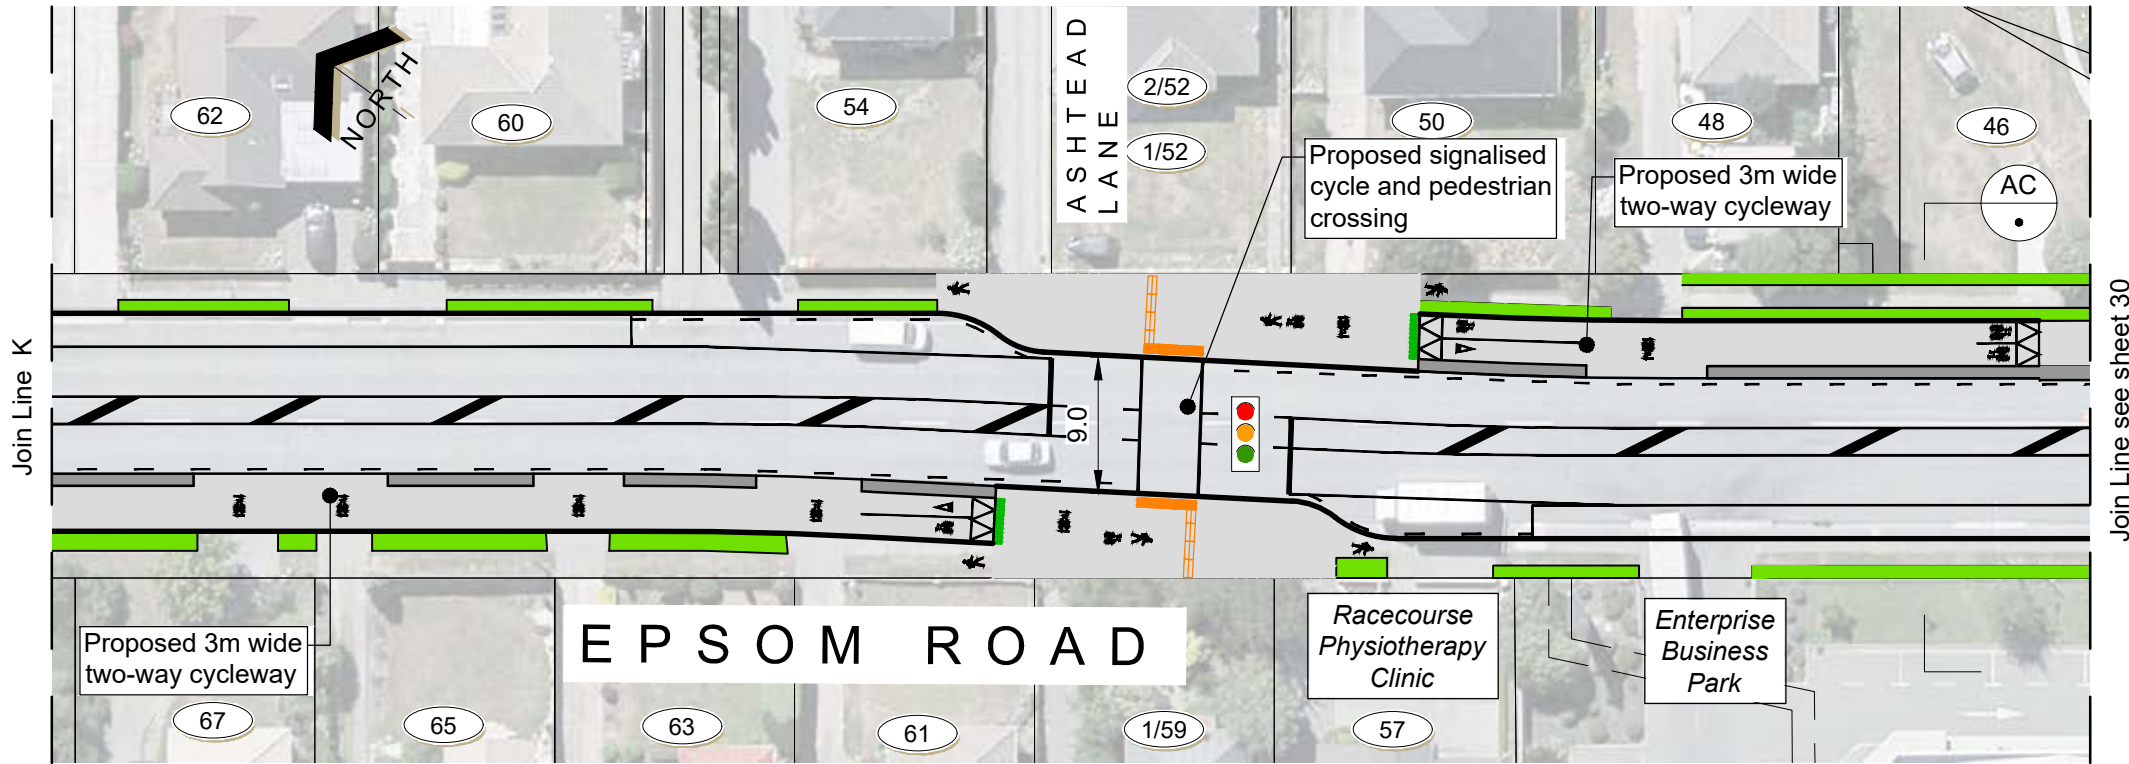 NORTH
62
60
54
ASHTEAD
LANE
2/52
1/52
50
48
46
AC
Proposed signalised
cycle and pedestrian
crossing
Proposed 3m wide
two-way cycleway
Join Line K
9.0
Join Line see sheet 30
Proposed 3m wide
two-way cycleway
EPSOM ROAD
Racecourse
Physiotherapy
Clinic
Enterprise
Business
Park
67
65
63
61
1/59
57